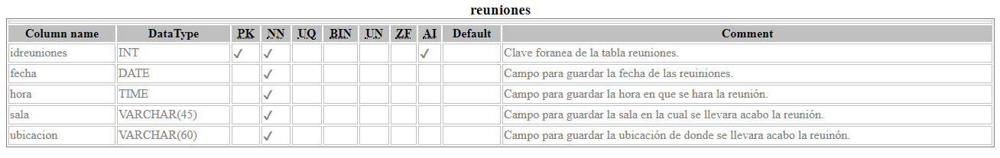 reuniones
Column name DataType PK NN UQ BIN UN ZF AI Default Comment
idreuniones INT ✓ ✓ ✓ Clave foranea de la tabla reuniones.
fecha DATE ✓ Campo para guardar la fecha de las reuiniones.
hora TIME ✓ Campo para guardar la hora en que se hara la reunión.
sala VARCHAR(45) ✓ Campo para guardar la sala en la cual se llevara acabo la reunión.
ubicacion VARCHAR(60) ✓ Campo para guardar la ubicación de donde se llevara acabo la reuinón.